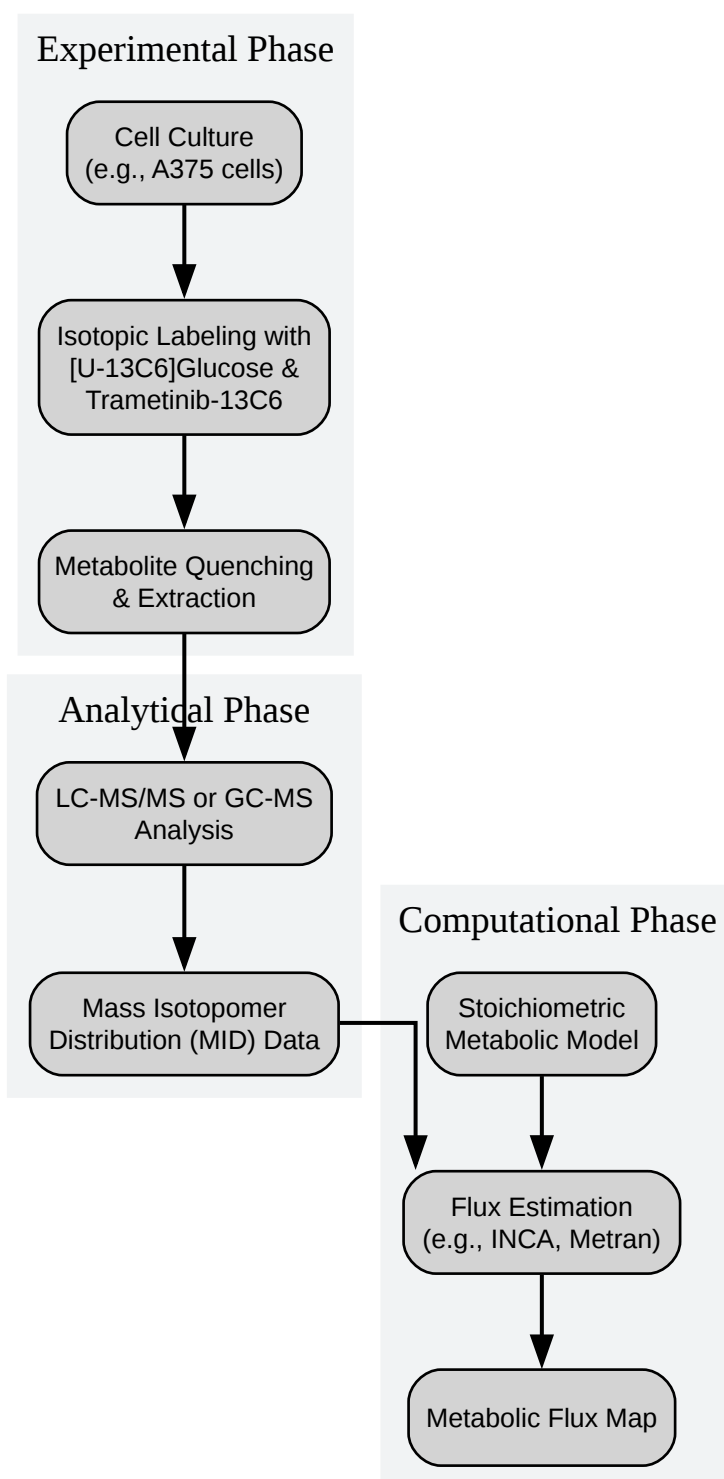 Experimental Phase
Cell Culture
(e.g., A375 cells)
Isotopic Labeling with
[U-13C6]Glucose &
Trametinib-13C6
Metabolite Quenching
& Extraction
Analytical Phase
LC-MS/MS or GC-MS
Analysis
Mass Isotopomer
Distribution (MID) Data
Computational Phase
Stoichiometric
Metabolic Model
Flux Estimation
(e.g., INCA, Metran)
Metabolic Flux Map